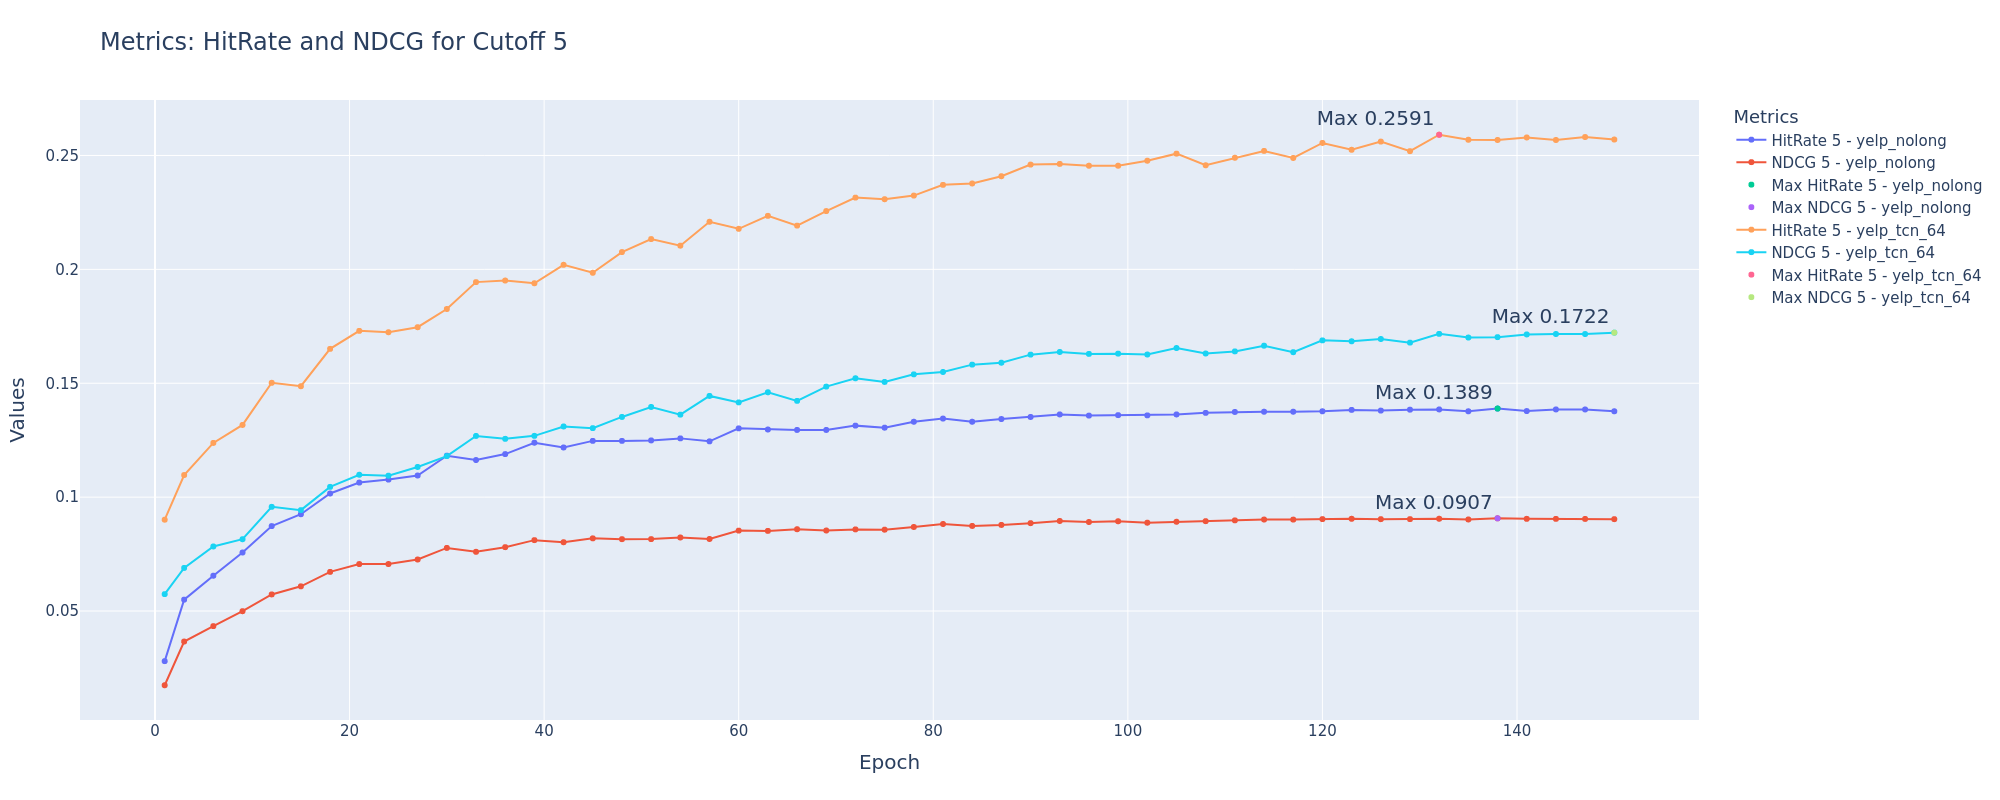 Metrics: HitRate and NDCG for Cutoff 5
Max 0.2591
Max 0.1722
Max 0.1389
Max 0.0907
0.25
0.2
0.15
0.1
0.05
Values
0 20 40 60 80 100 120 140
Epoch
Metrics
HitRate 5 - yelp_nolong
NDCG 5 - yelp_nolong
Max HitRate 5 - yelp_nolong
Max NDCG 5 - yelp_nolong
HitRate 5 - yelp_tcn_64
NDCG 5 - yelp_tcn_64
Max HitRate 5 - yelp_tcn_64
Max NDCG 5 - yelp_tcn_64